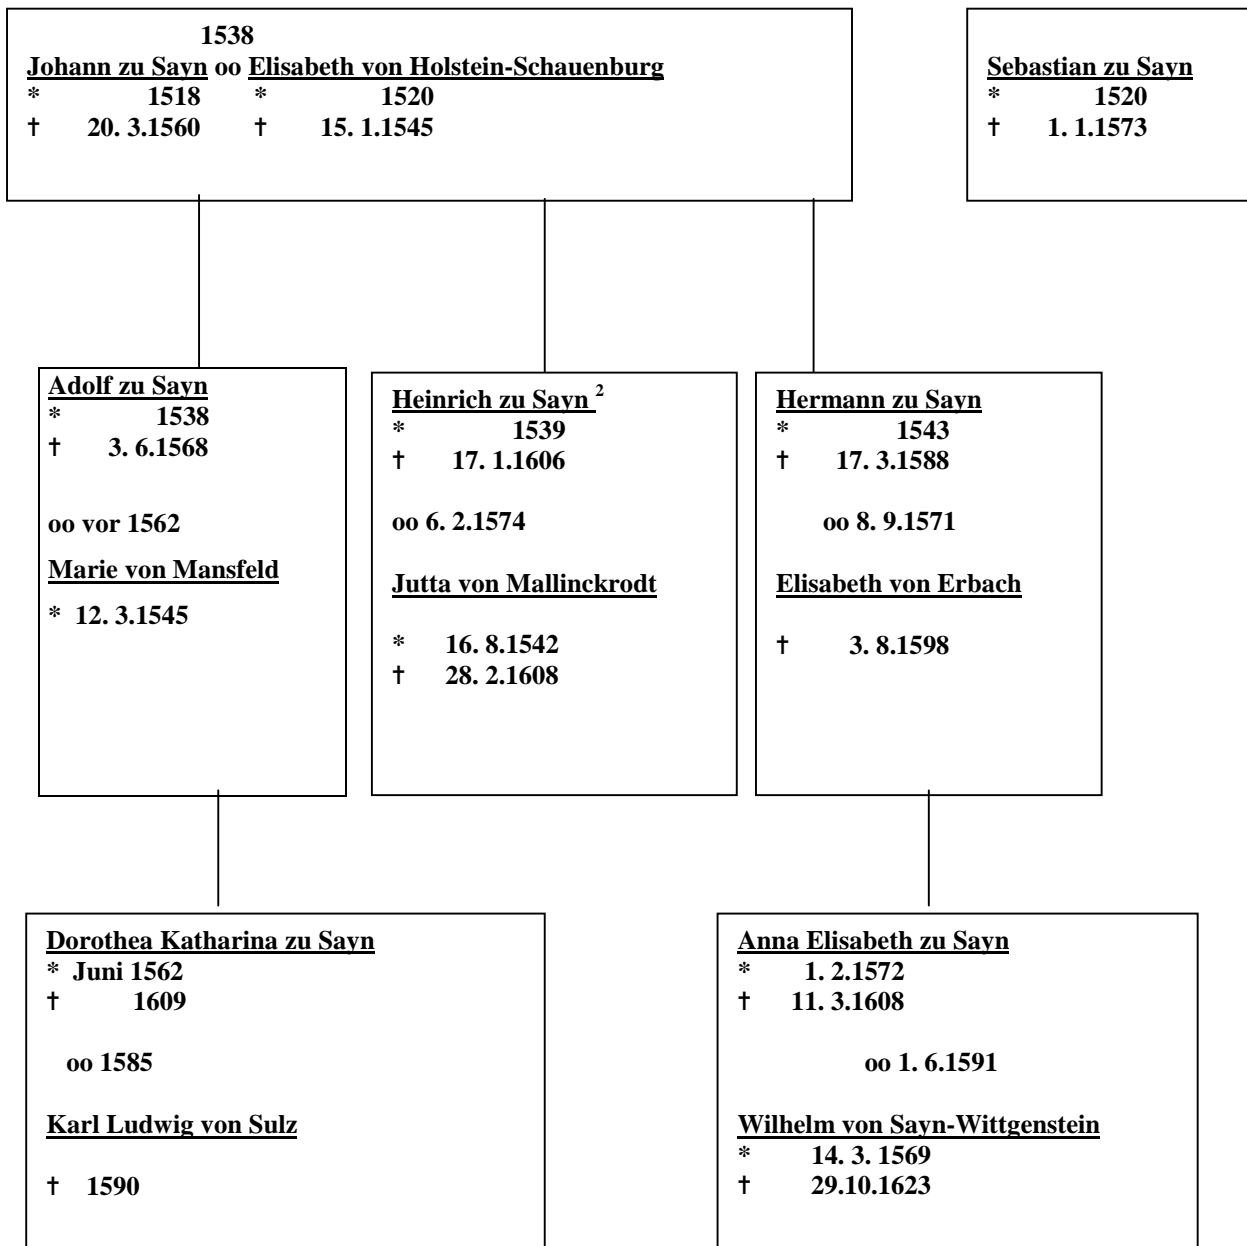 1538
Johann zu Sayn oo Elisabeth von Holstein-Schauenburg
* 1518 * 1520
† 20. 3.1560 † 15. 1.1545
Sebastian zu Sayn
* 1520
† 1. 1.1573
Adolf zu Sayn
* 1538
† 3. 6.1568
oo vor 1562
Marie von Mansfeld
* 12. 3.1545
Heinrich zu Sayn ²
* 1539
† 17. 1.1606
oo 6. 2.1574
Jutta von Mallinckrodt
* 16. 8.1542
† 28. 2.1608
Hermann zu Sayn
* 1543
† 17. 3.1588
oo 8. 9.1571
Elisabeth von Erbach
† 3. 8.1598
Dorothea Katharina zu Sayn
* Juni 1562
† 1609
oo 1585
Karl Ludwig von Sulz
† 1590
Anna Elisabeth zu Sayn
* 1. 2.1572
† 11. 3.1608
oo 1. 6.1591
Wilhelm von Sayn-Wittgenstein
* 14. 3. 1569
† 29.10.1623